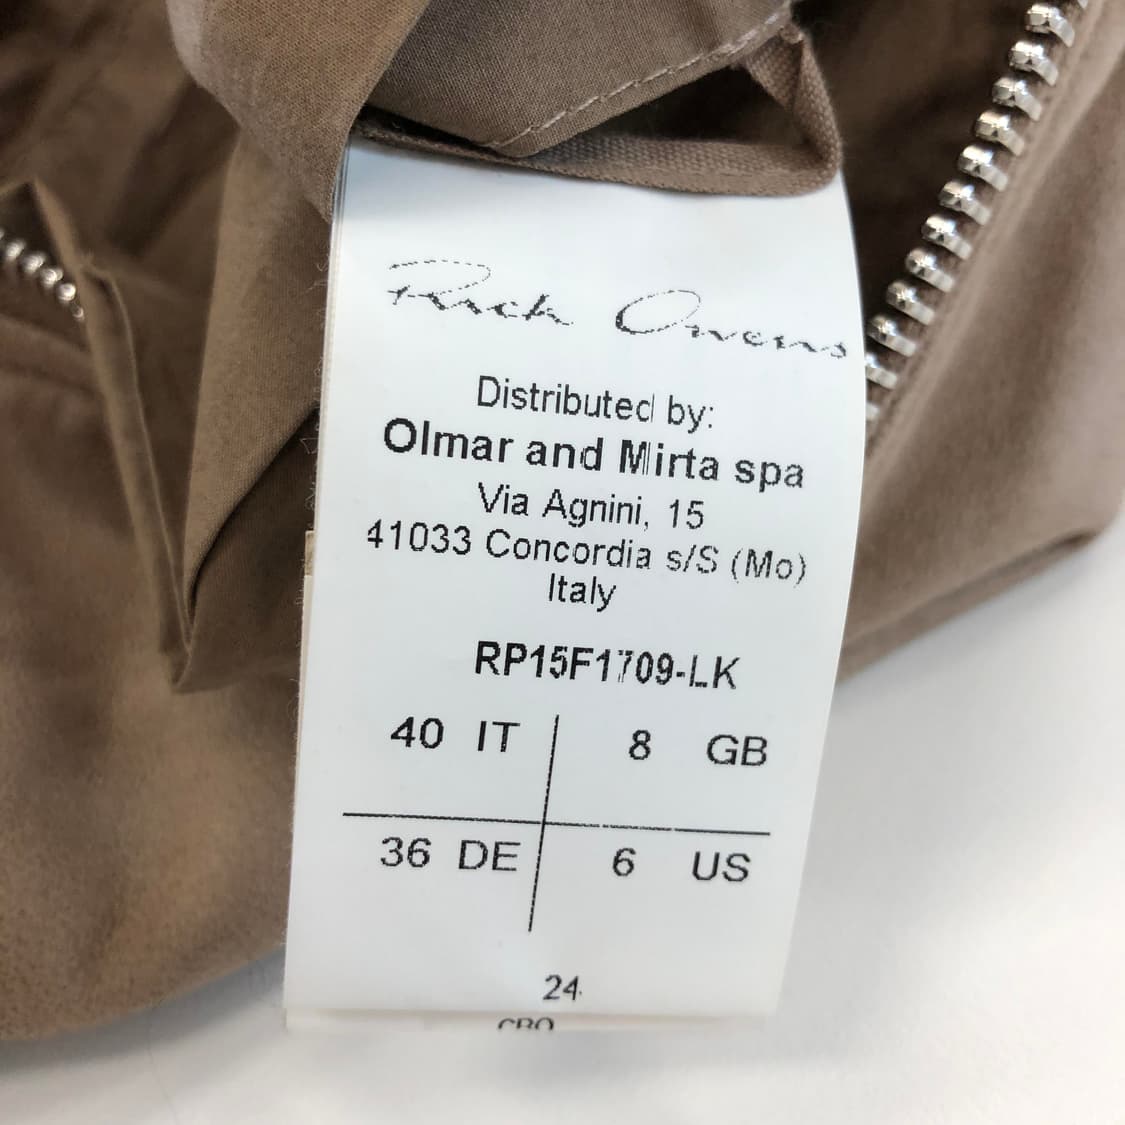 Rick Owens
Distributed by:
Olmar and Mirta spa
Via Agnini, 15
41033 Concordia s/S (Mo)
Italy
RP15F1709-LK
40 IT 8 GB
36 DE 6 US
24